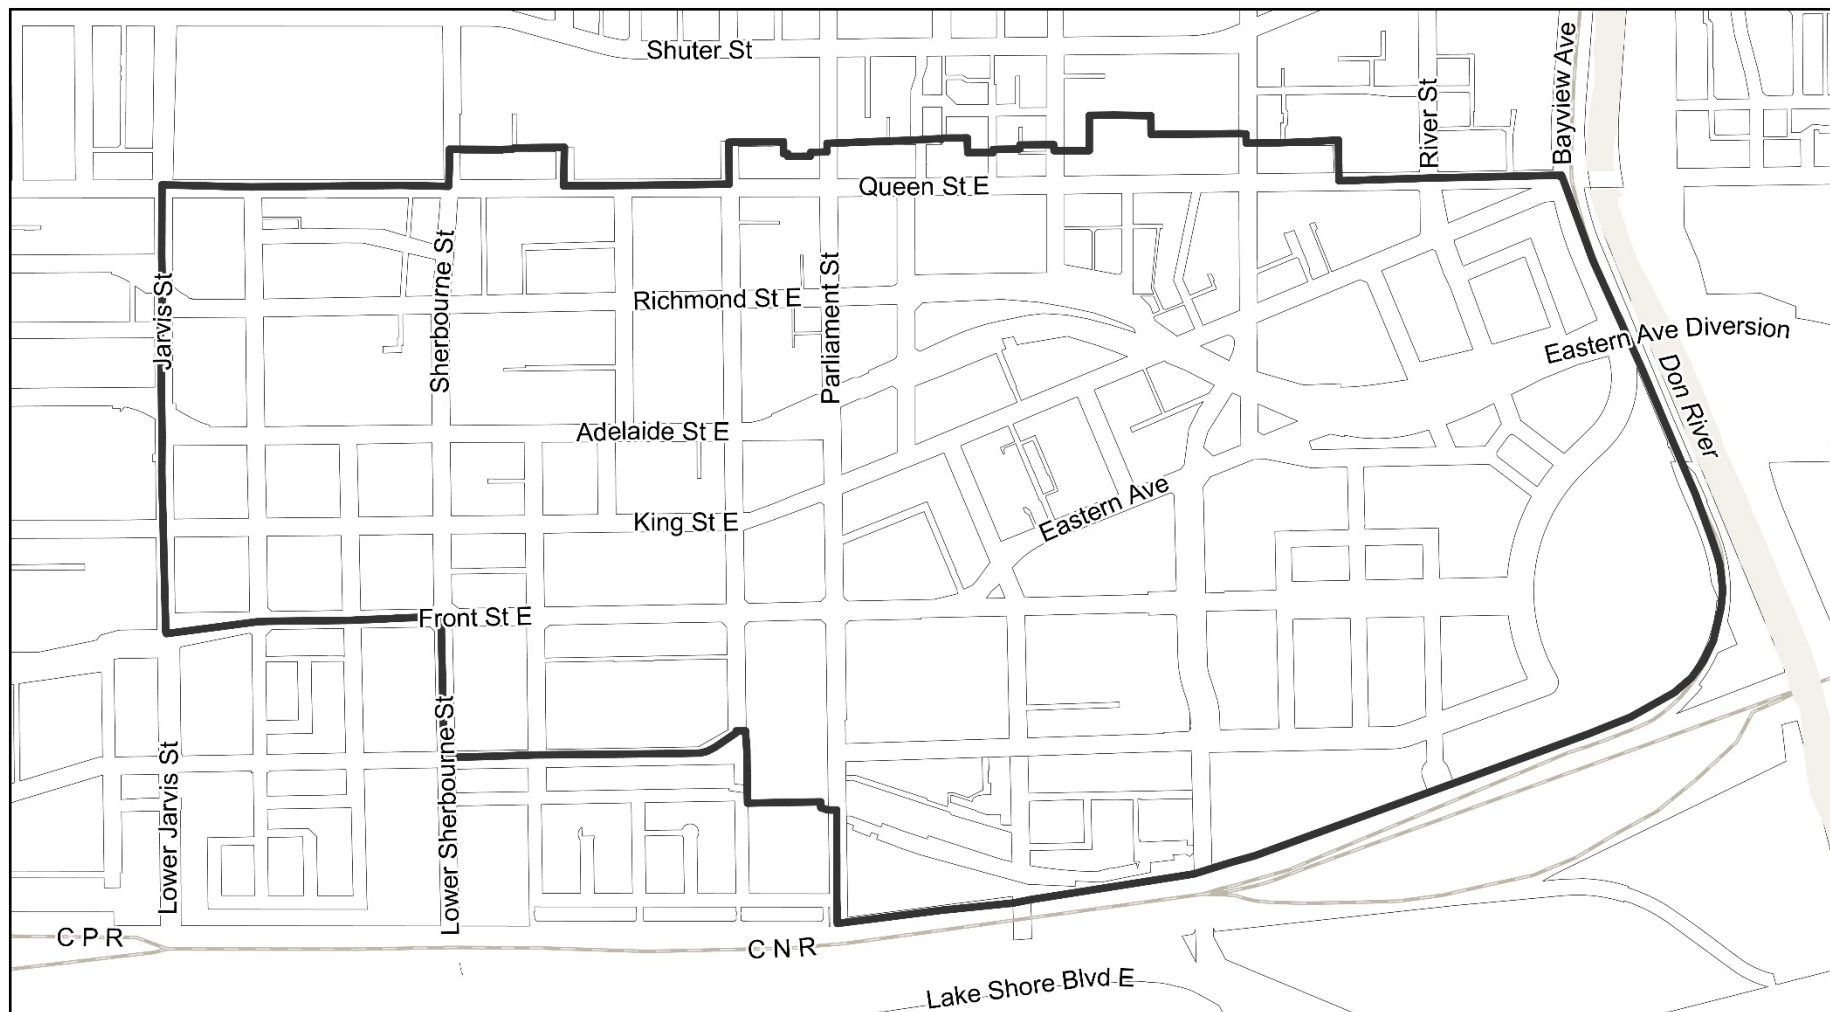 Shuter St
River St
Bayview Ave
Queen St E
Jarvis St
Sherbourne St
Richmond St E
Parliament St
Eastern Ave Diversion
Don River
Adelaide St E
King St E
Eastern Ave
Front St E
Lower Jarvis St
Lower Sherbourne St
C P R
C N R
Lake Shore Blvd E